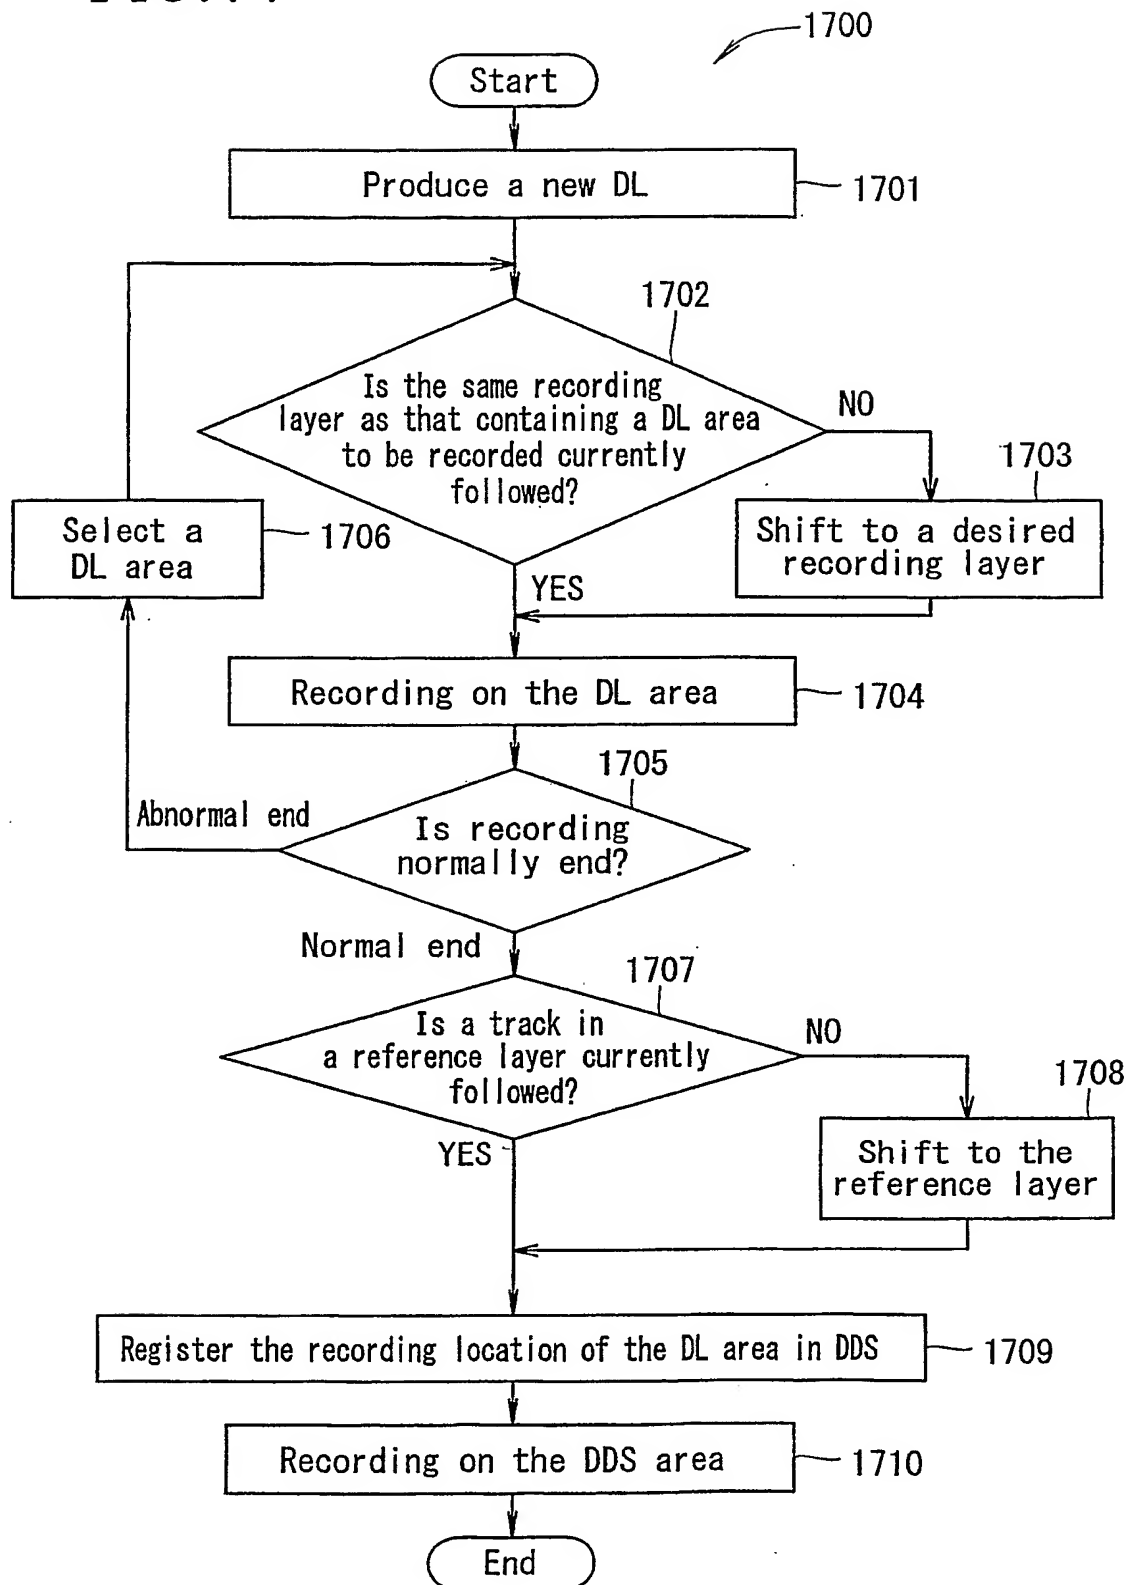 1700
Start
Produce a new DL
1701
1702
Is the same recording
layer as that containing a DL area
to be recorded currently
followed?
NO
1703
Shift to a desired
recording layer
Select a
DL area
1706
YES
Recording on the DL area
1704
1705
Abnormal end
Is recording
normally end?
Normal end
1707
Is a track in
a reference layer currently
followed?
NO
1708
Shift to the
reference layer
YES
Register the recording location of the DL area in DDS
1709
Recording on the DDS area
1710
End